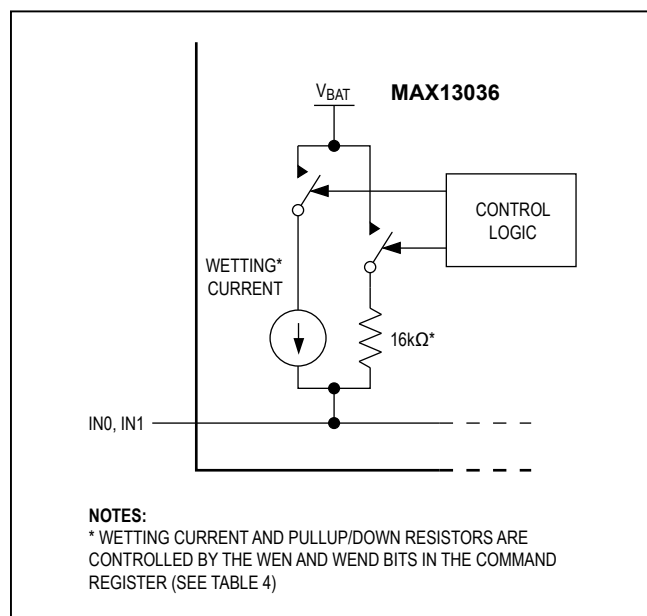 VBAT
MAX13036
CONTROL
LOGIC
WETTING*
CURRENT
16kΩ*
IN0, IN1
NOTES:
* WETTING CURRENT AND PULLUP/DOWN RESISTORS ARE
CONTROLLED BY THE WEN AND WEND BITS IN THE COMMAND
REGISTER (SEE TABLE 4)